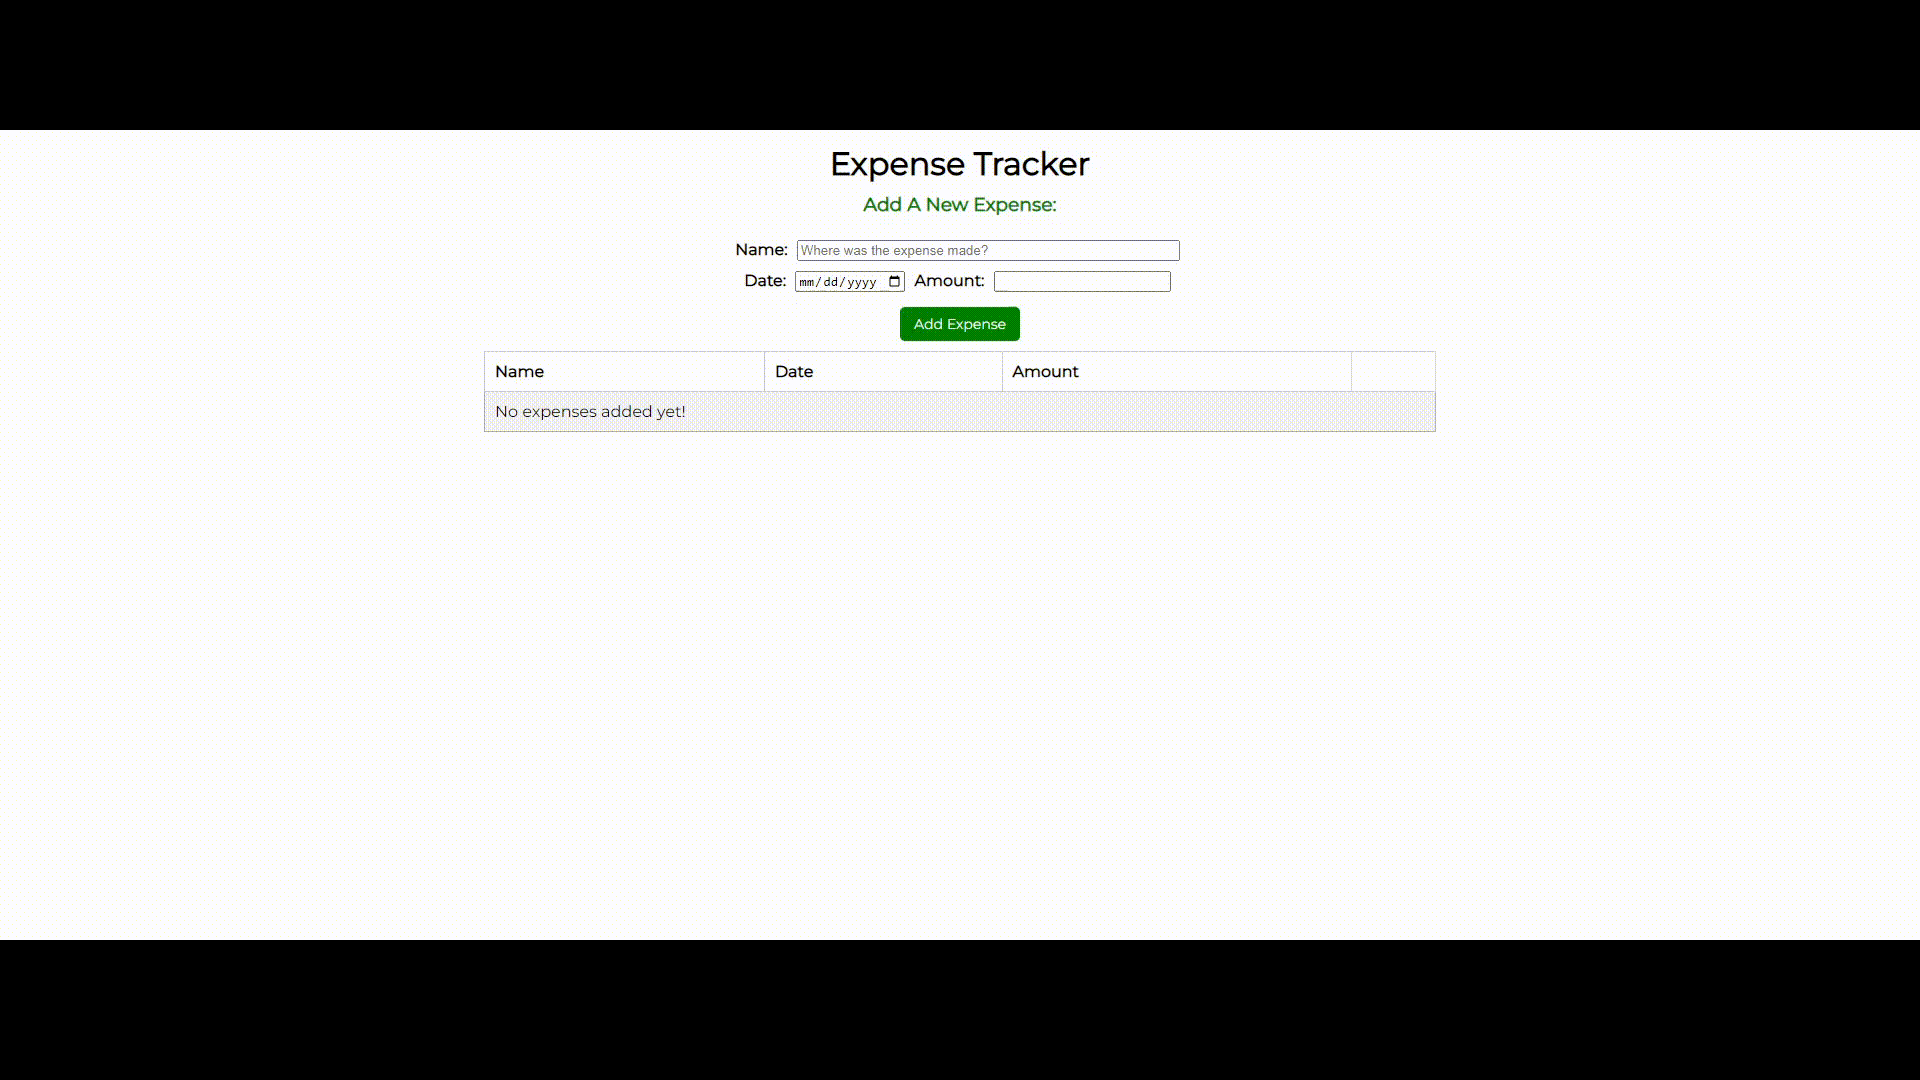 Expense Tracker
Add A New Expense:
Name: Where was the expense made?
Date: mm/dd/yyyy Amount:
Add Expense
Name Date Amount
No expenses added yet!